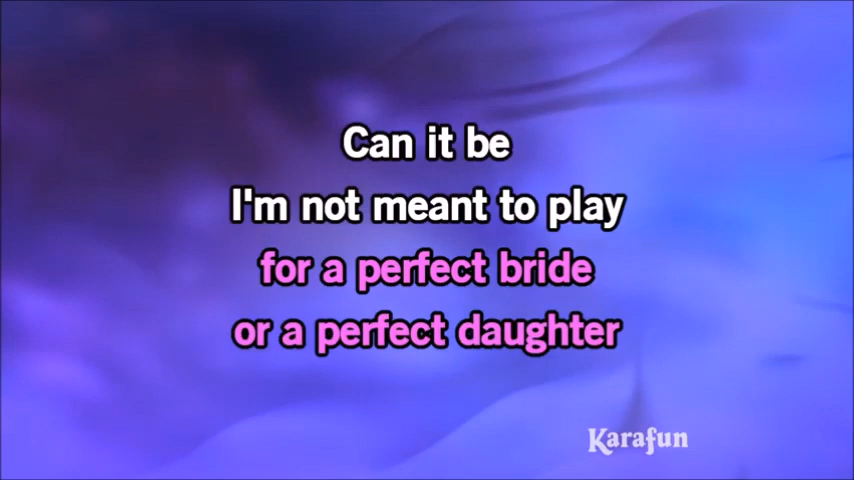 Can it be
I'm not meant to play
for a perfect bride
or a perfect daughter
Karafun